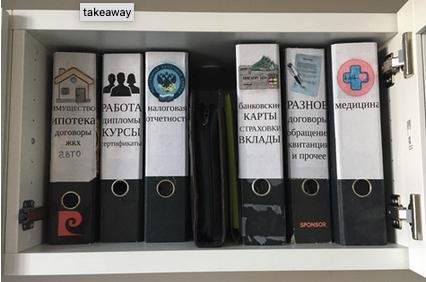 takeaway
имущество
ипотека
договоры
жкх
авто
РАБОТА
дипломы
КУРСЫ
сертификаты
налоговая
отчетность
банковские
КАРТЫ
СТРАХОВКИ
ВКЛАДЫ
РАЗНОЕ
договоры
обращения
квитанции
и прочее
SPONSOR
медицина